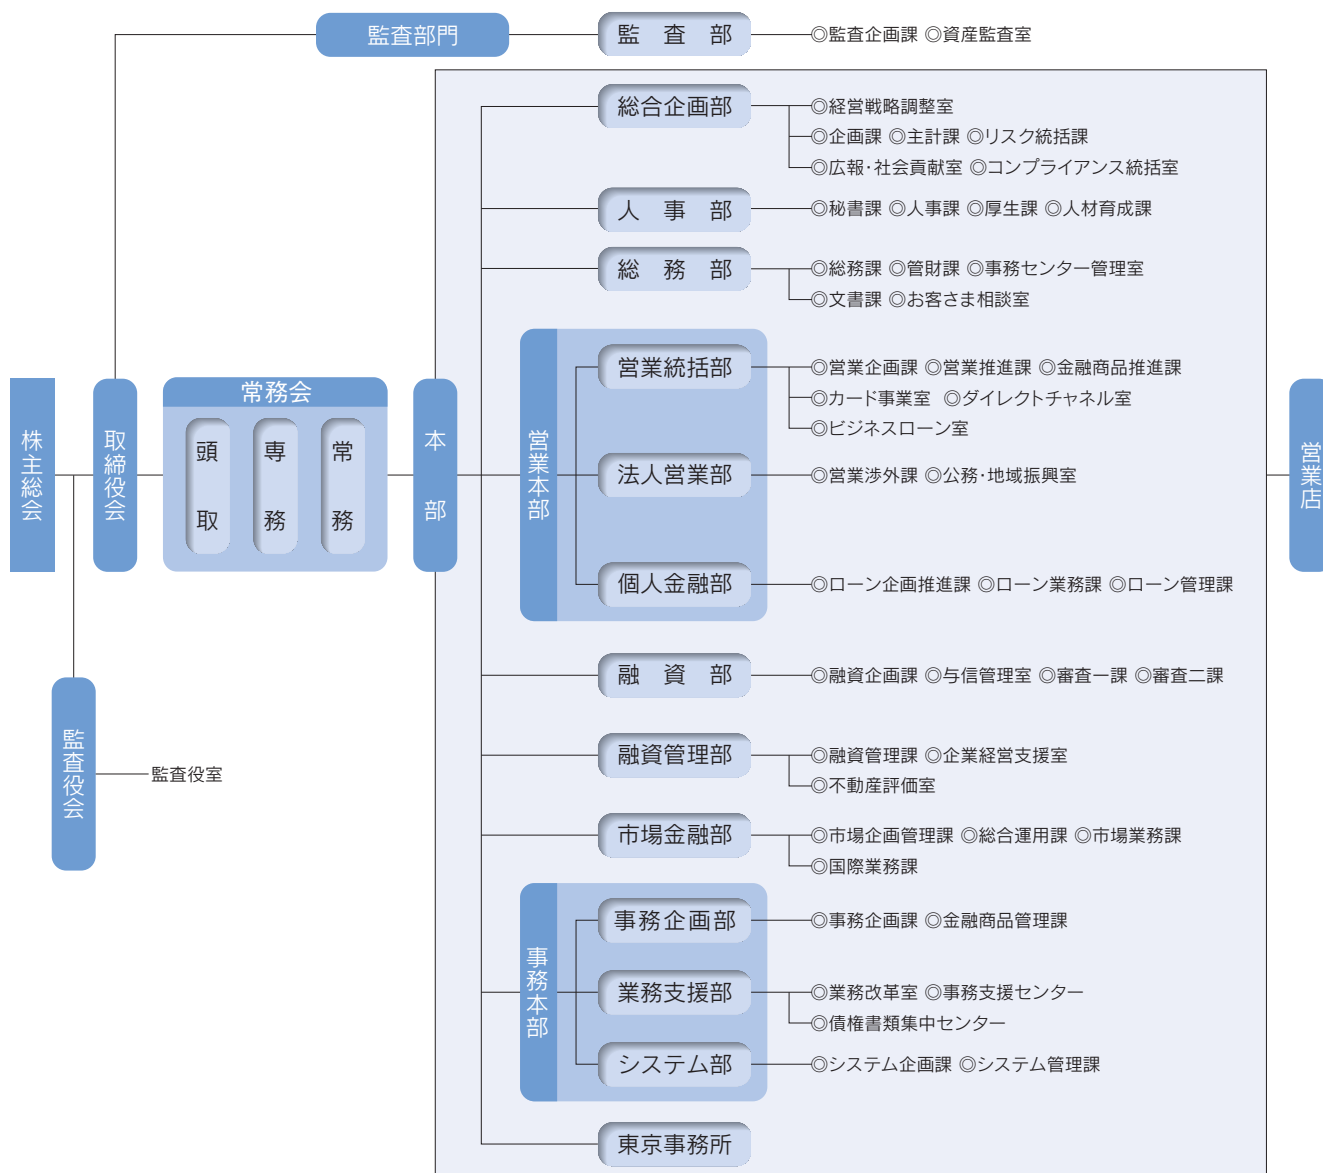 監査部門
監査部
◎監査企画課 ◎資産監査室
総合企画部
◎経営戦略調整室
◎企画課 ◎主計課 ◎リスク統括課
◎広報・社会貢献室 ◎コンプライアンス統括室
人事部
◎秘書課 ◎人事課 ◎厚生課 ◎人材育成課
総務部
◎総務課 ◎管財課 ◎事務センター管理室
◎文書課 ◎お客さま相談室
株主総会
取締役会
常務会
頭取
専務
常務
本部
営業本部
営業統括部
◎営業企画課 ◎営業推進課 ◎金融商品推進課
◎カード事業室 ◎ダイレクトチャネル室
◎ビジネスローン室
法人営業部
◎営業渉外課 ◎公務・地域振興室
個人金融部
◎ローン企画推進課 ◎ローン業務課 ◎ローン管理課
営業店
融資部
◎融資企画課 ◎与信管理室 ◎審査一課 ◎審査二課
監査役会
監査役室
融資管理部
◎融資管理課 ◎企業経営支援室
◎不動産評価室
市場金融部
◎市場企画管理課 ◎総合運用課 ◎市場業務課
◎国際業務課
事務本部
事務企画部
◎事務企画課 ◎金融商品管理課
業務支援部
◎業務改革室 ◎事務支援センター
◎債権書類集中センター
システム部
◎システム企画課 ◎システム管理課
東京事務所